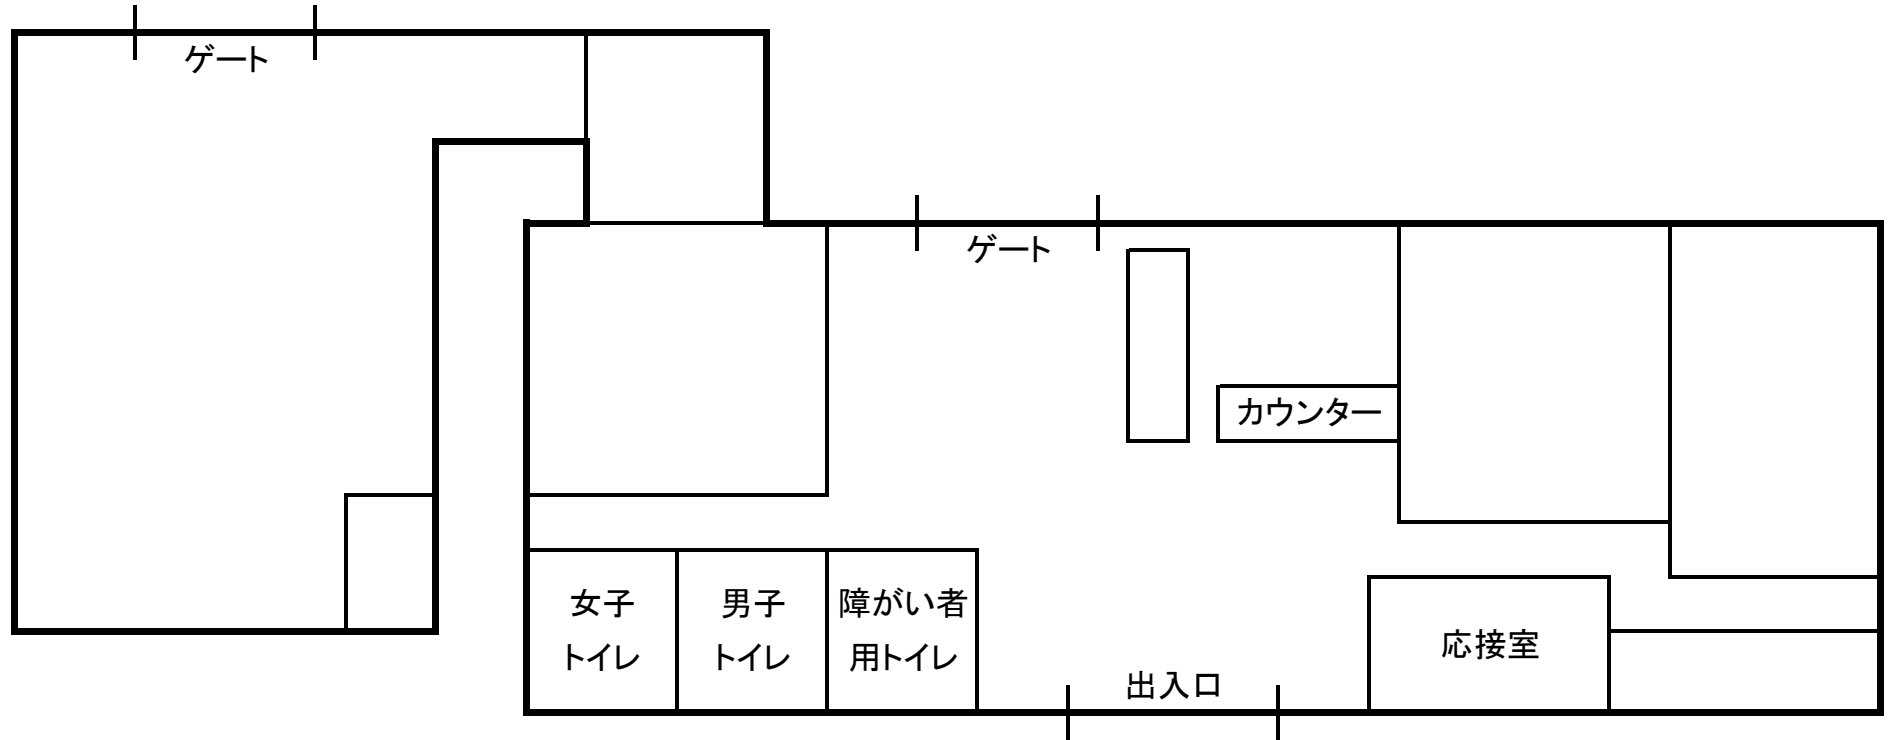 ゲート
ゲート
カウンター
女子
トイレ
男子
トイレ
障がい者
用トイレ
応接室
出入口